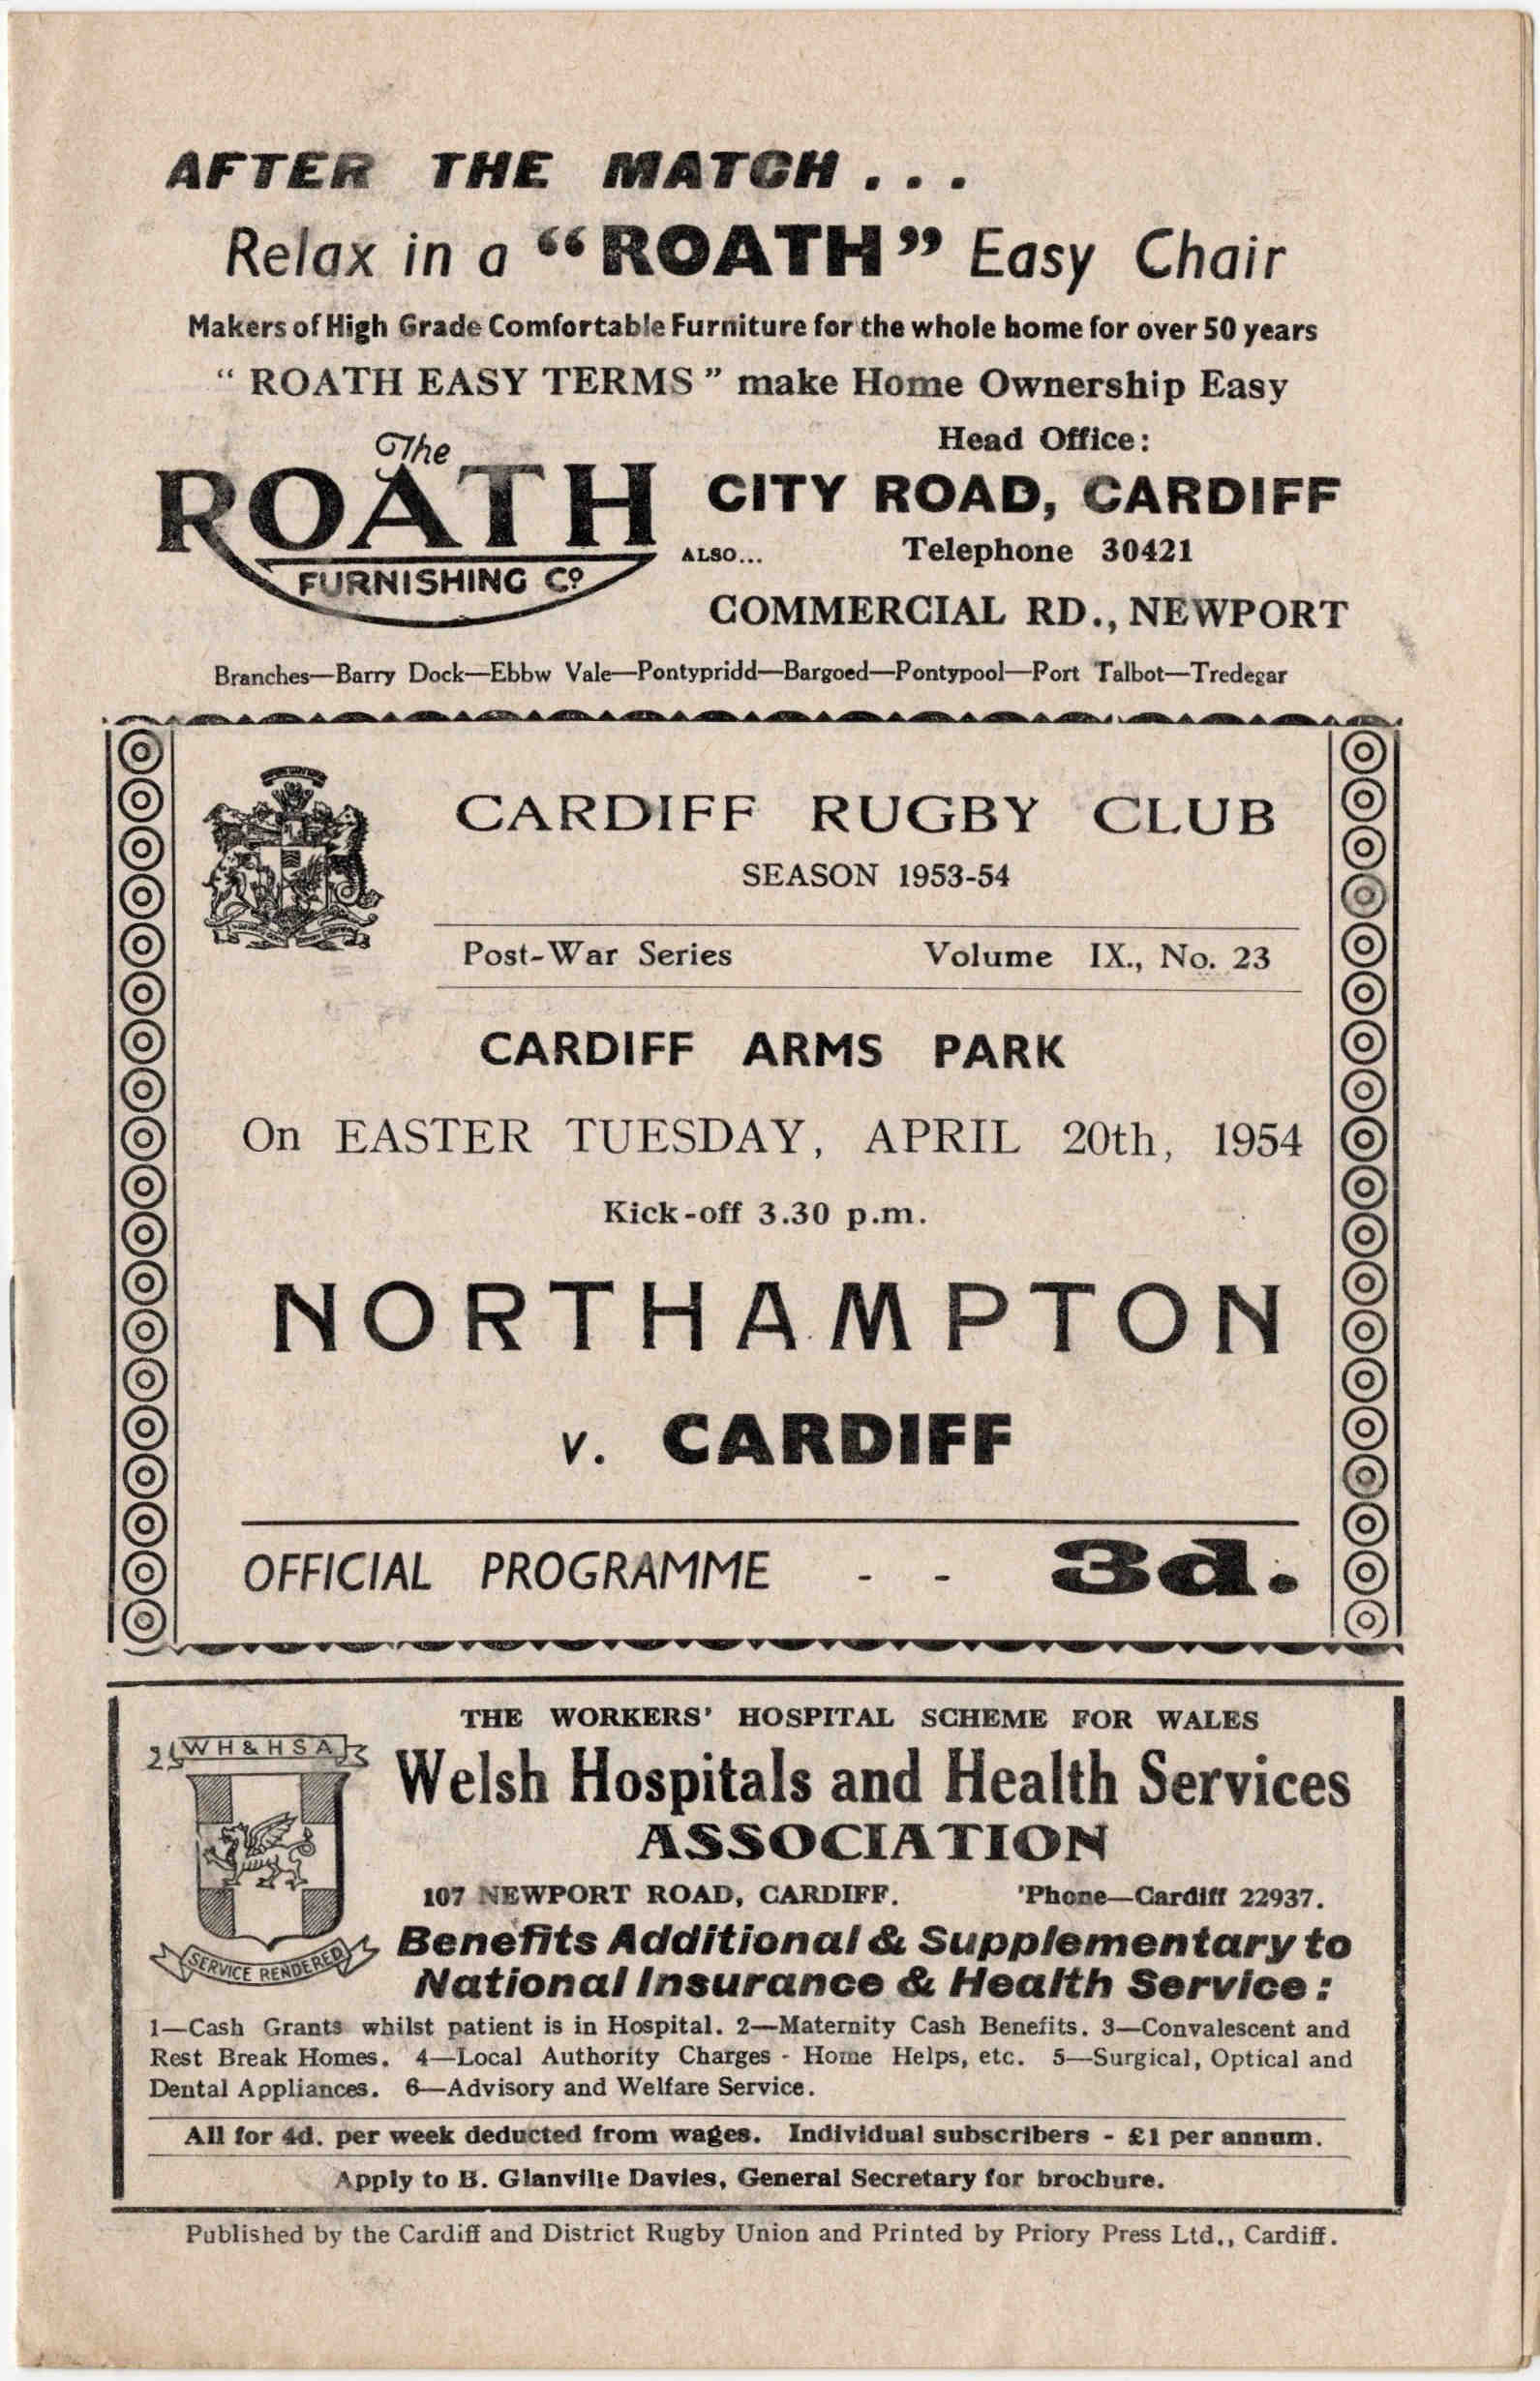 AFTER THE MATCH . . .
Relax in a “ROATH” Easy Chair
Makers of High Grade Comfortable Furniture for the whole home for over 50 years
“ ROATH EASY TERMS ” make Home Ownership Easy
The
ROATH
FURNISHING Co.
Head Office:
CITY ROAD, CARDIFF
ALSO... Telephone 30421
COMMERCIAL RD., NEWPORT
Branches—Barry Dock—Ebbw Vale—Pontypridd—Bargoed—Pontypool—Port Talbot—Tredegar
CARDIFF RUGBY CLUB
SEASON 1953-54
Post-War Series Volume IX., No. 23
CARDIFF ARMS PARK
On EASTER TUESDAY, APRIL 20th, 1954
Kick-off 3.30 p.m.
NORTHAMPTON
v. CARDIFF
OFFICIAL PROGRAMME - - 3d.
THE WORKERS' HOSPITAL SCHEME FOR WALES
WH&HSA
Welsh Hospitals and Health Services
ASSOCIATION
107 NEWPORT ROAD, CARDIFF. 'Phone—Cardiff 22937.
SERVICE RENDERED
Benefits Additional & Supplementary to
National Insurance & Health Service :
1—Cash Grants whilst patient is in Hospital. 2—Maternity Cash Benefits. 3—Convalescent and
Rest Break Homes. 4—Local Authority Charges - Home Helps, etc. 5—Surgical, Optical and
Dental Appliances. 6—Advisory and Welfare Service.
All for 4d. per week deducted from wages. Individual subscribers - £1 per annum.
Apply to B. Glanville Davies, General Secretary for brochure.
Published by the Cardiff and District Rugby Union and Printed by Priory Press Ltd., Cardiff.